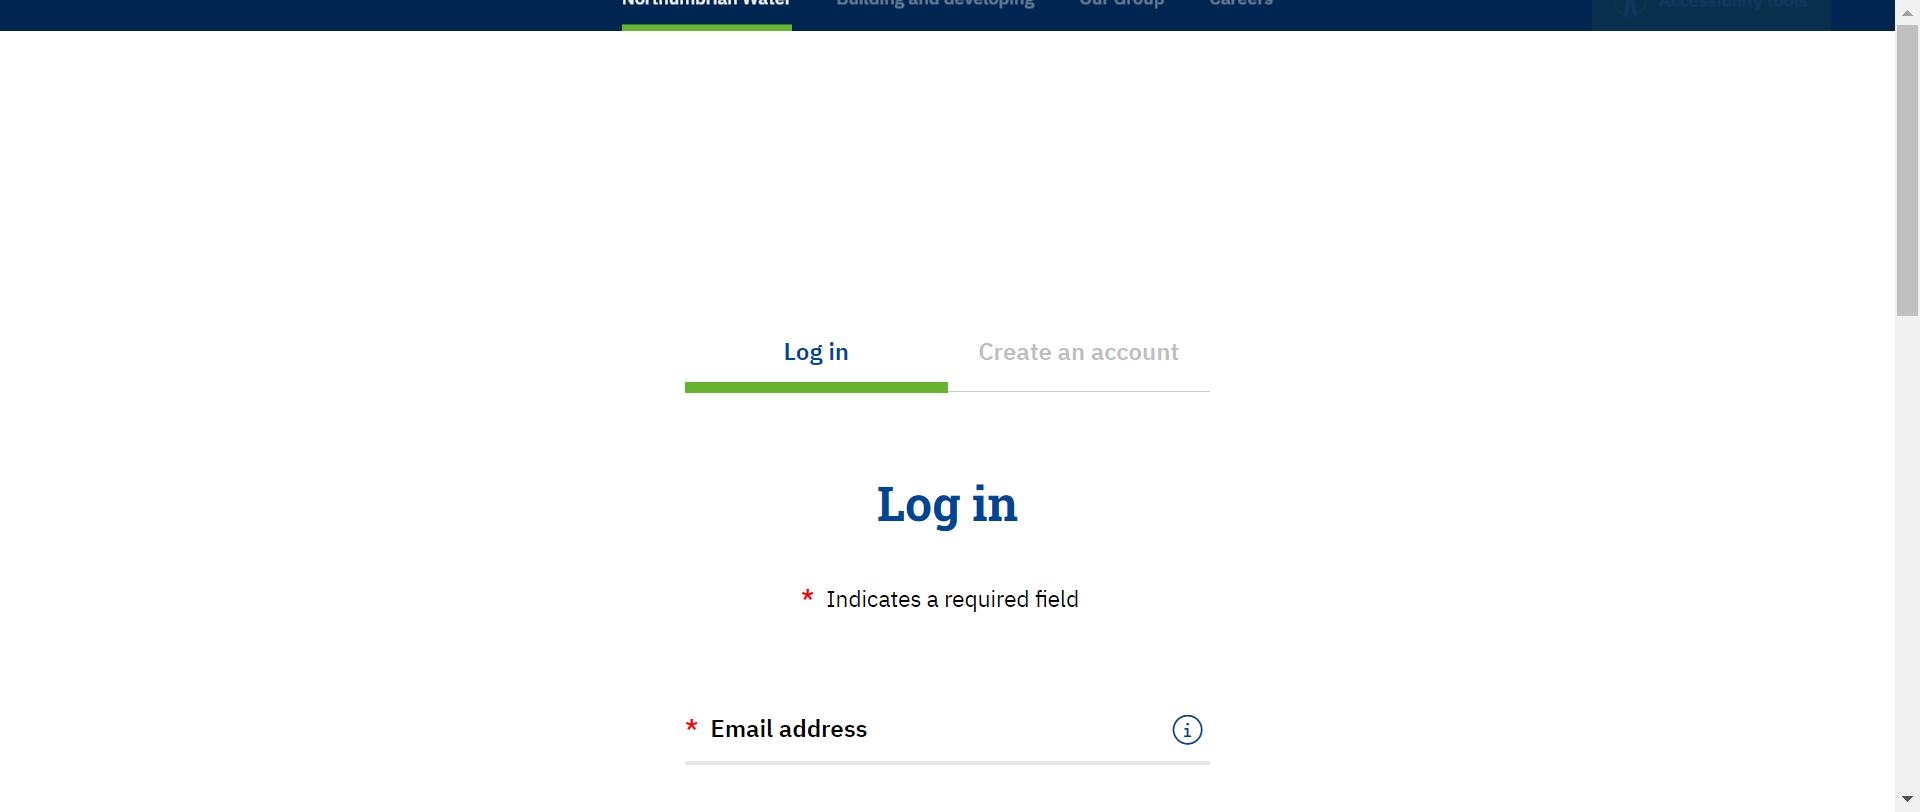 Northumbrian Water Building and developing Our Group Careers Accessibility tools
Log in Create an account
Log in
* Indicates a required field
* Email address